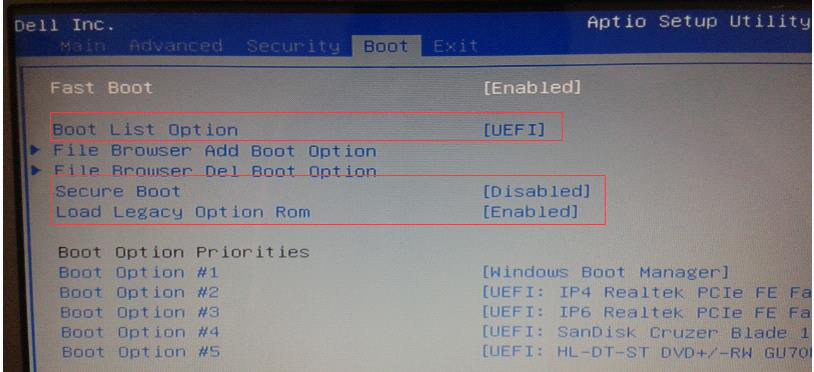 Dell Inc.
Aptio Setup Utility
Main Advanced Security Boot Exit
Fast Boot [Enabled]
Boot List Option [UEFI]
File Browser Add Boot Option
File Browser Del Boot Option
Secure Boot [Disabled]
Load Legacy Option Rom [Enabled]
Boot Option Priorities
Boot Option #1 [Windows Boot Manager]
Boot Option #2 [UEFI: IP4 Realtek PCIe FE Fa
Boot Option #3 [UEFI: IP6 Realtek PCIe FE Fa
Boot Option #4 [UEFI: SanDisk Cruzer Blade 1
Boot Option #5 [UEFI: HL-DT-ST DVD+/-RW GU70